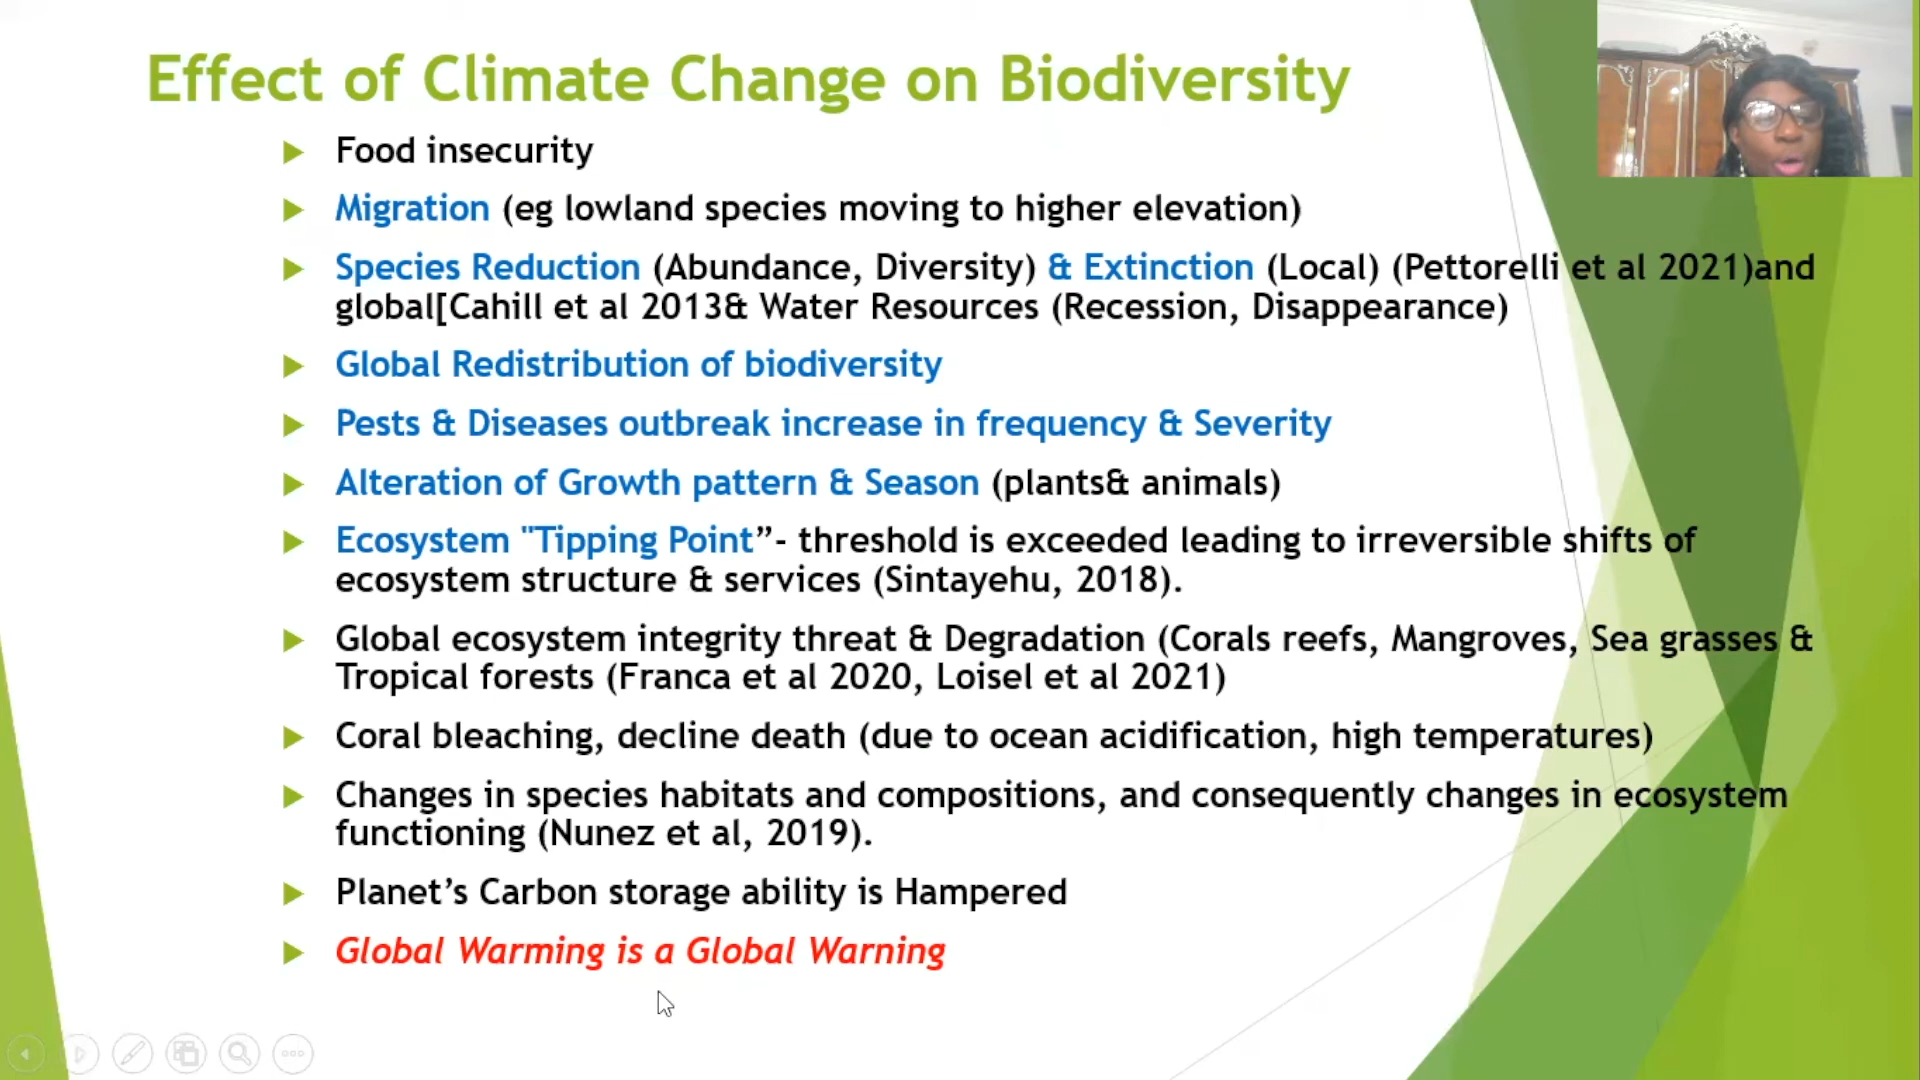 Effect of Climate Change on Biodiversity
Food insecurity
Migration (eg lowland species moving to higher elevation)
Species Reduction (Abundance, Diversity) & Extinction (Local) (Pettorelli et al 2021)and
global[Cahill et al 2013& Water Resources (Recession, Disappearance)
Global Redistribution of biodiversity
Pests & Diseases outbreak increase in frequency & Severity
Alteration of Growth pattern & Season (plants& animals)
Ecosystem "Tipping Point”- threshold is exceeded leading to irreversible shifts of
ecosystem structure & services (Sintayehu, 2018).
Global ecosystem integrity threat & Degradation (Corals reefs, Mangroves, Sea grasses &
Tropical forests (Franca et al 2020, Loisel et al 2021)
Coral bleaching, decline death (due to ocean acidification, high temperatures)
Changes in species habitats and compositions, and consequently changes in ecosystem
functioning (Nunez et al, 2019).
Planet’s Carbon storage ability is Hampered
Global Warming is a Global Warning